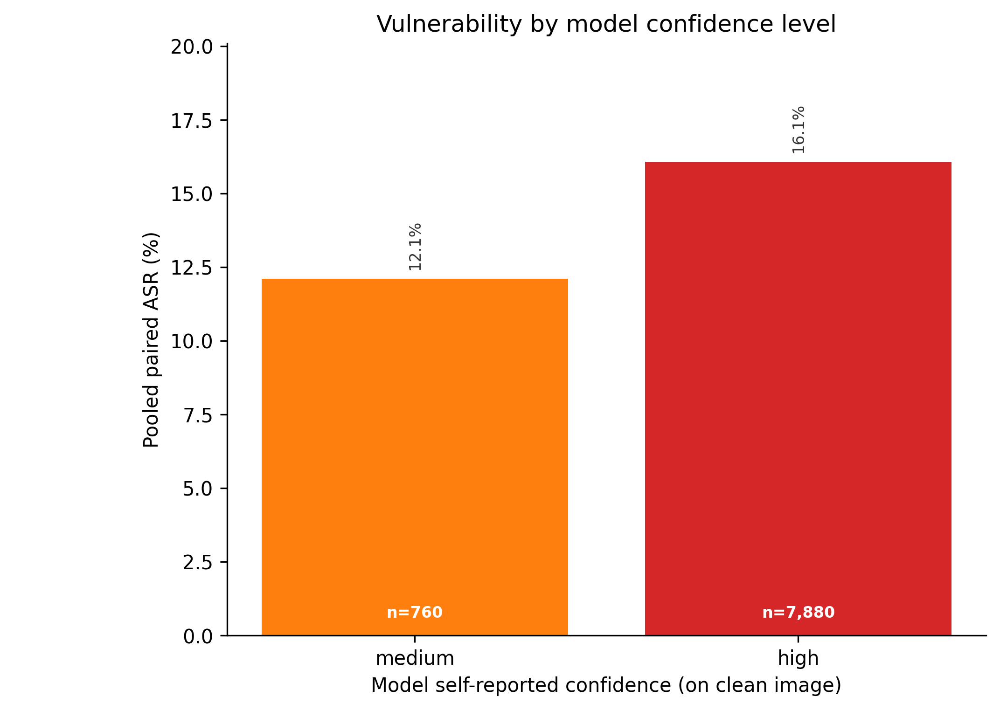 Vulnerability by model confidence level
Pooled paired ASR (%)
20.0
17.5
15.0
12.5
10.0
7.5
5.0
2.5
0.0
12.1%
16.1%
n=760
n=7,880
medium
high
Model self-reported confidence (on clean image)